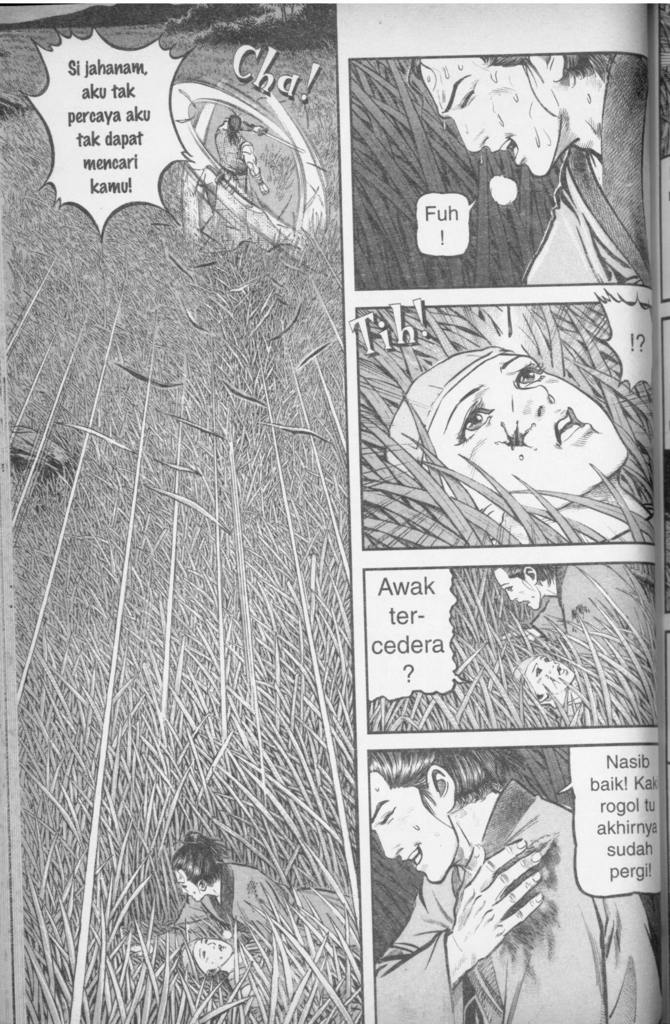 Si jahanam,
aku tak
percaya aku
tak dapat
mencari
kamu!
Cha!
Fuh
!
Tih!
!?
Awak
ter-
cedera
?
Nasib
baik! Kak
rogol tu
akhirnya
sudah
pergi!